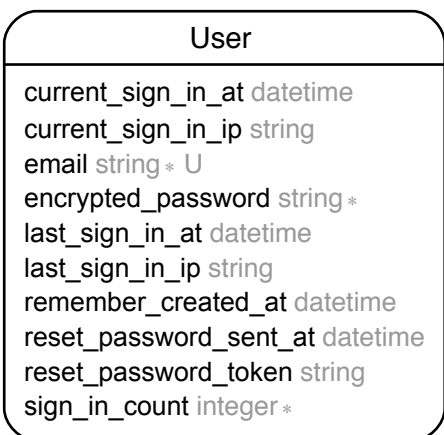 User
current_sign_in_at datetime
current_sign_in_ip string
email string * U
encrypted_password string *
last_sign_in_at datetime
last_sign_in_ip string
remember_created_at datetime
reset_password_sent_at datetime
reset_password_token string
sign_in_count integer *